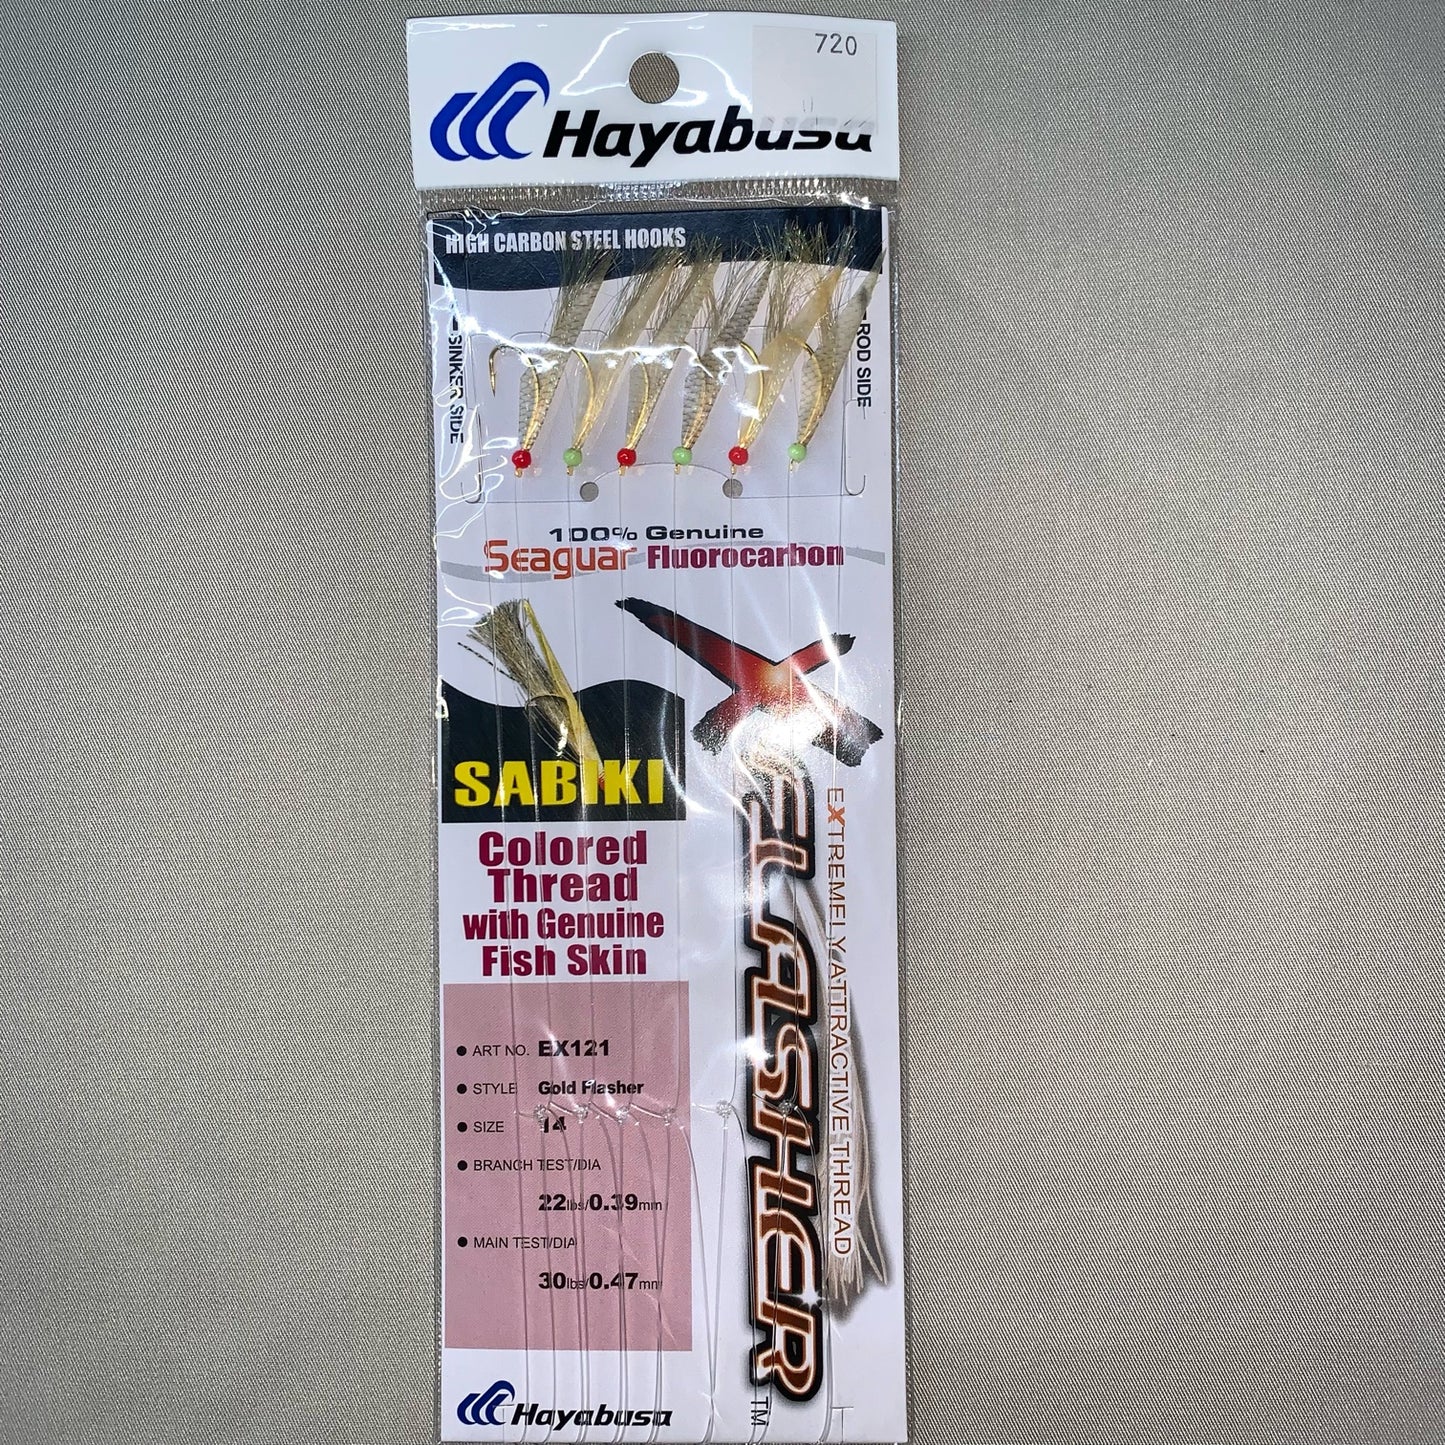 720
Hayabusa
HIGH CARBON STEEL HOOKS
SINKER SIDE
ROD SIDE
100% Genuine
Seaguar Fluorocarbon
SABIKI
Colored
Thread
with Genuine
Fish Skin
X FLASHER
TM
EXTREMELY ATTRACTIVE THREAD
ART NO. EX121
STYLE Gold Flasher
SIZE 14
BRANCH TEST/DIA
22lbs/0.39mm
MAIN TEST/DIA
30lbs/0.47mm
Hayabusa